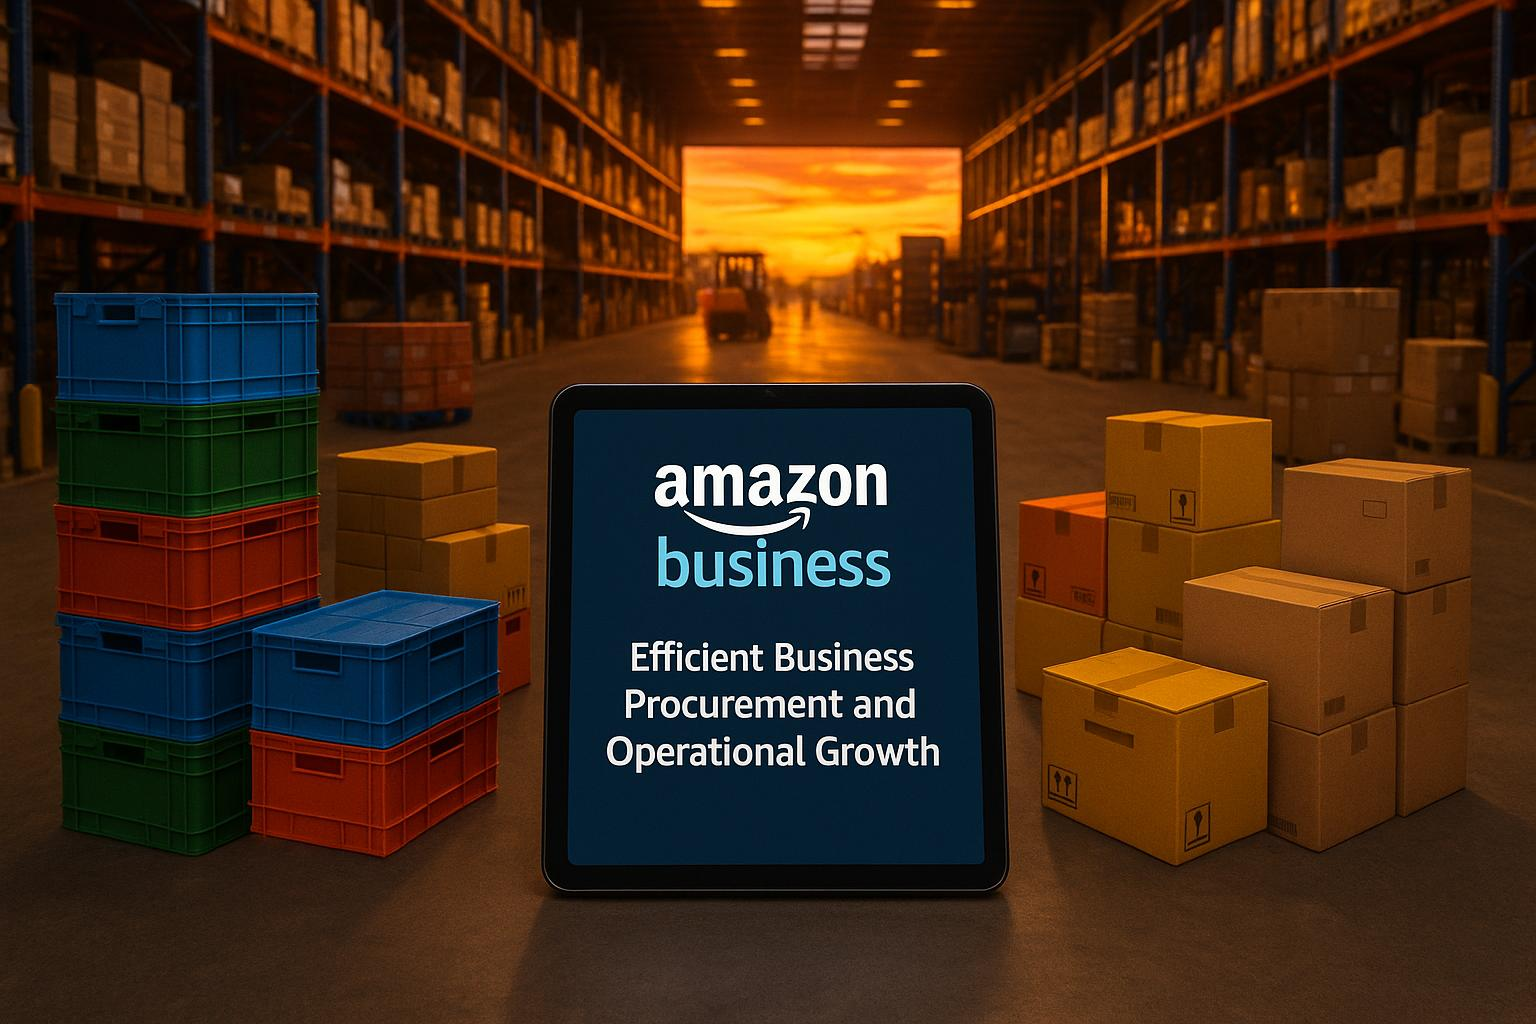 amazon
business
Efficient Business
Procurement and
Operational Growth